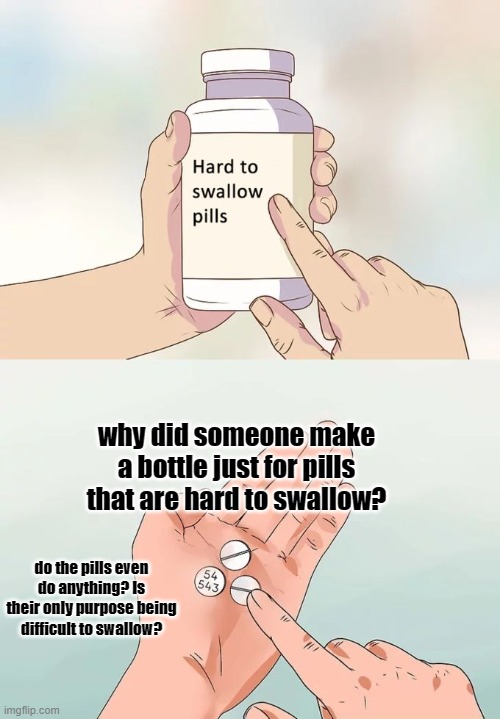 Hard to
swallow
pills
why did someone make
a bottle just for pills
that are hard to swallow?
do the pills even
do anything? Is
their only purpose being
difficult to swallow?
54
543
imgflip.com